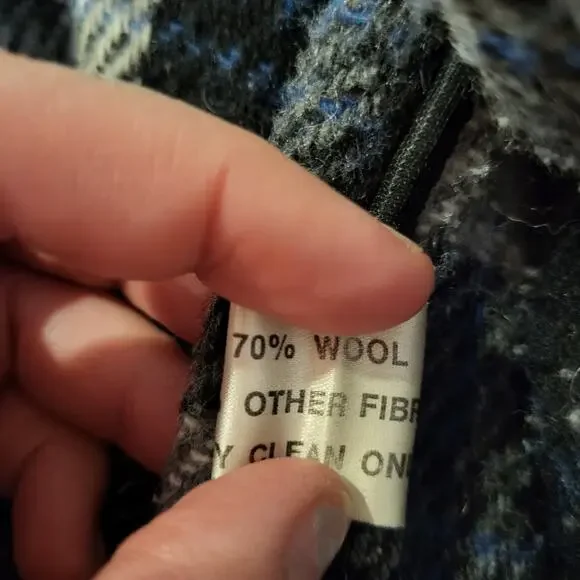 70% WOOL
OTHER FIBR
Y CLEAN ON